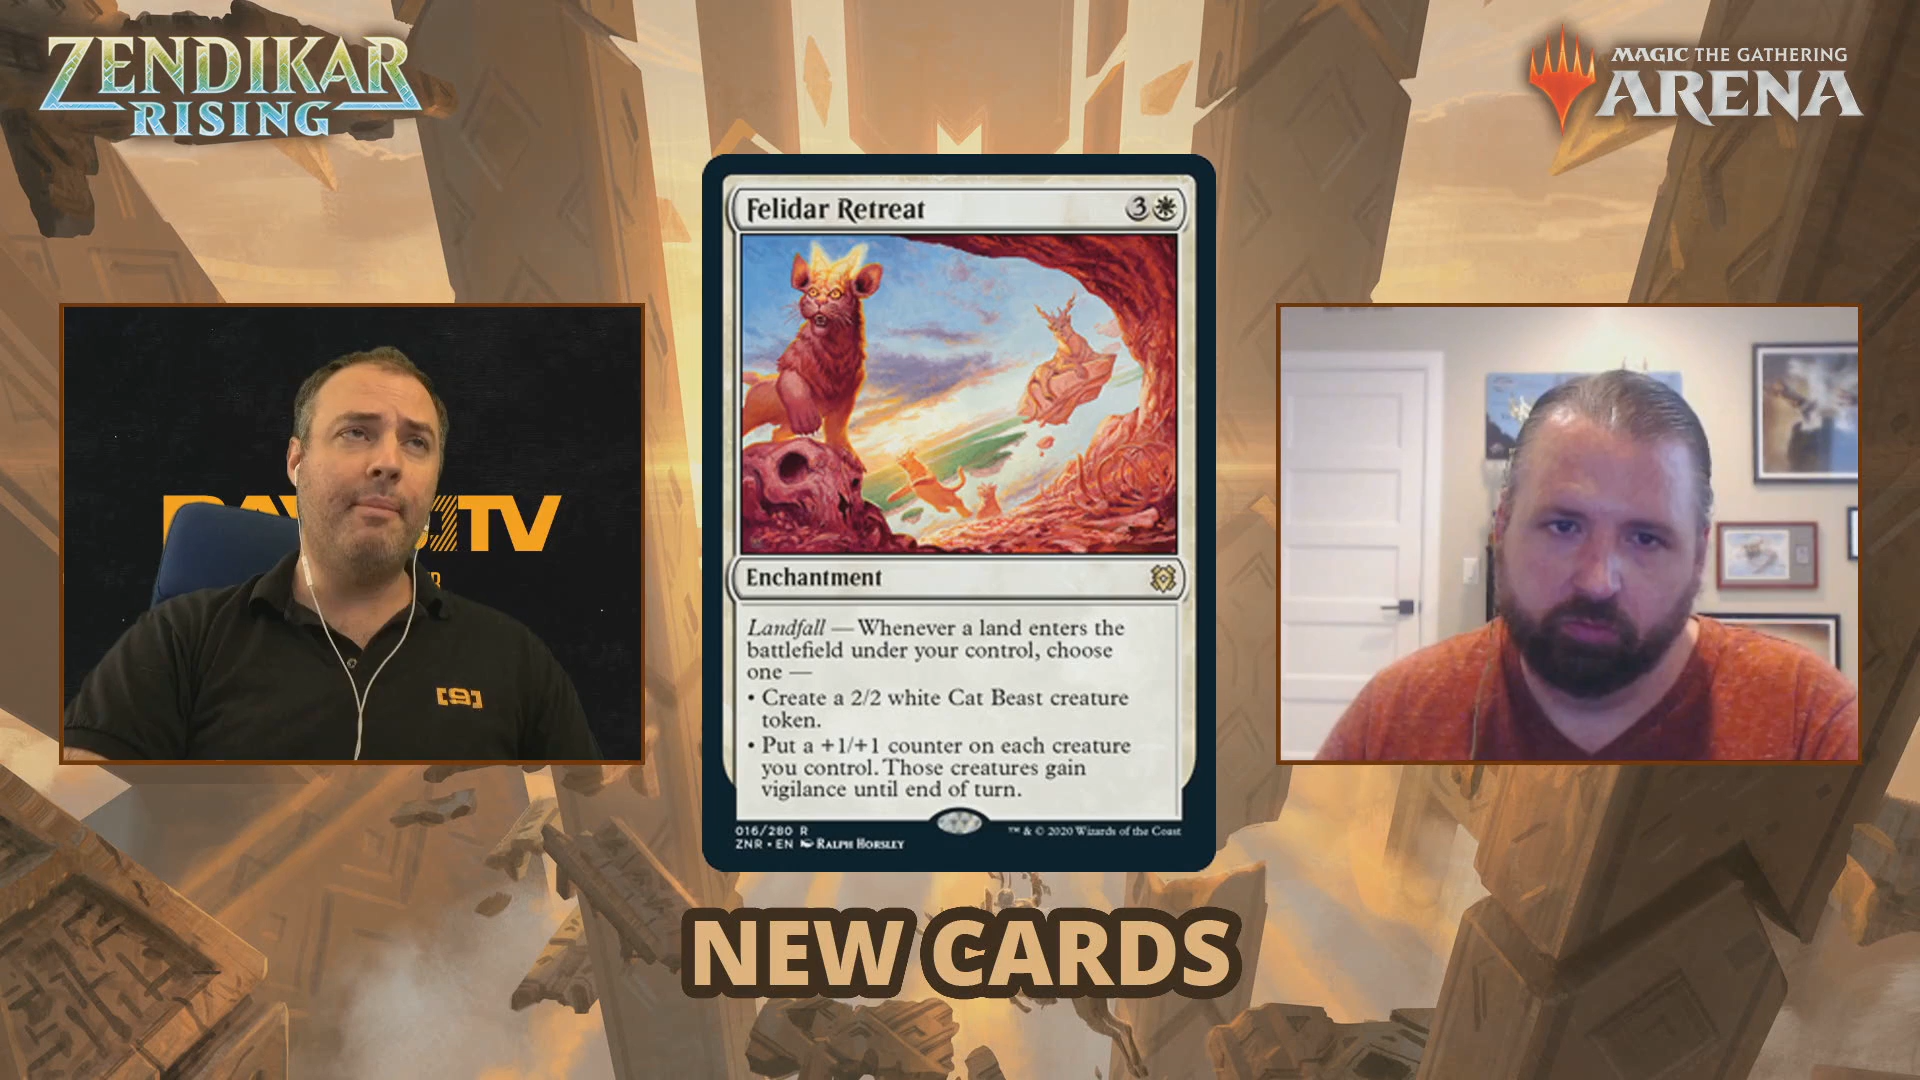 ZENDIKAR
RISING
MAGIC THE GATHERING
ARENA
Felidar Retreat 3
Enchantment
Landfall — Whenever a land enters the
battlefield under your control, choose
one —
• Create a 2/2 white Cat Beast creature
token.
• Put a +1/+1 counter on each creature
you control. Those creatures gain
vigilance until end of turn.
016/280 R
ZNR • EN RALPH HORSLEY
™ & © 2020 Wizards of the Coast
TV
[9]
NEW CARDS